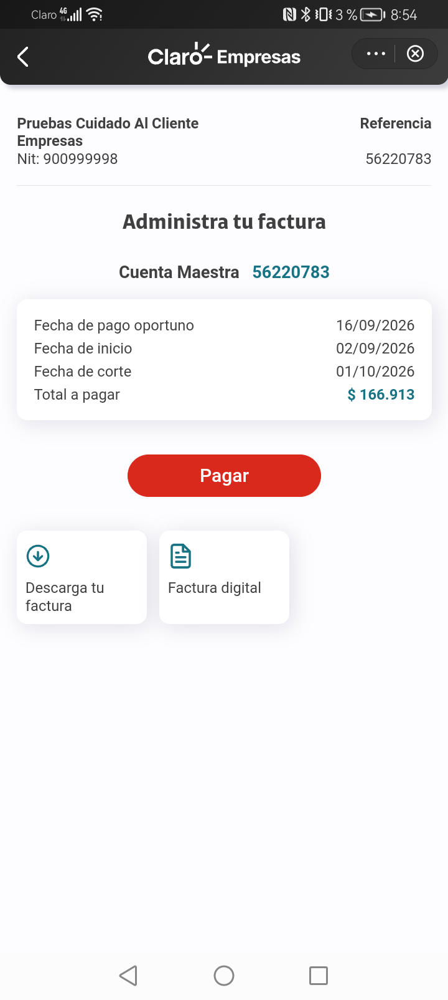 Claro 4G 3 % 8:54
Claro Empresas
Pruebas Cuidado Al Cliente Empresas
Referencia
Nit: 900999998
56220783
Administra tu factura
Cuenta Maestra 56220783
Fecha de pago oportuno 16/09/2026
Fecha de inicio 02/09/2026
Fecha de corte 01/10/2026
Total a pagar $ 166.913
Pagar
Descarga tu
factura
Factura digital